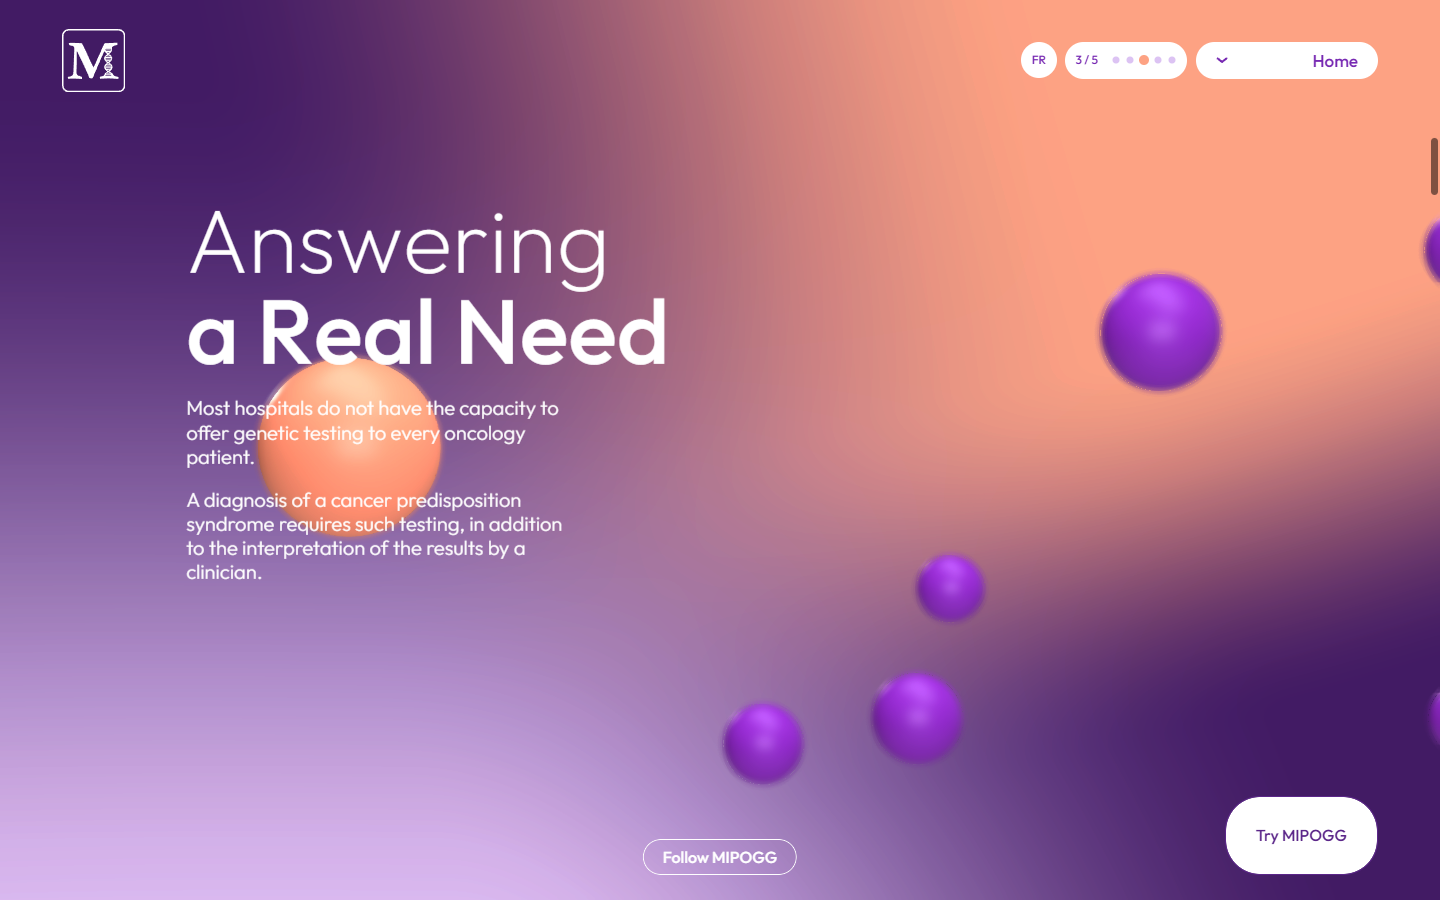 M
FR
3 / 5
Home
Answering
a Real Need
Most hospitals do not have the capacity to
offer genetic testing to every oncology
patient.
A diagnosis of a cancer predisposition
syndrome requires such testing, in addition
to the interpretation of the results by a
clinician.
Follow MIPOGG
Try MIPOGG